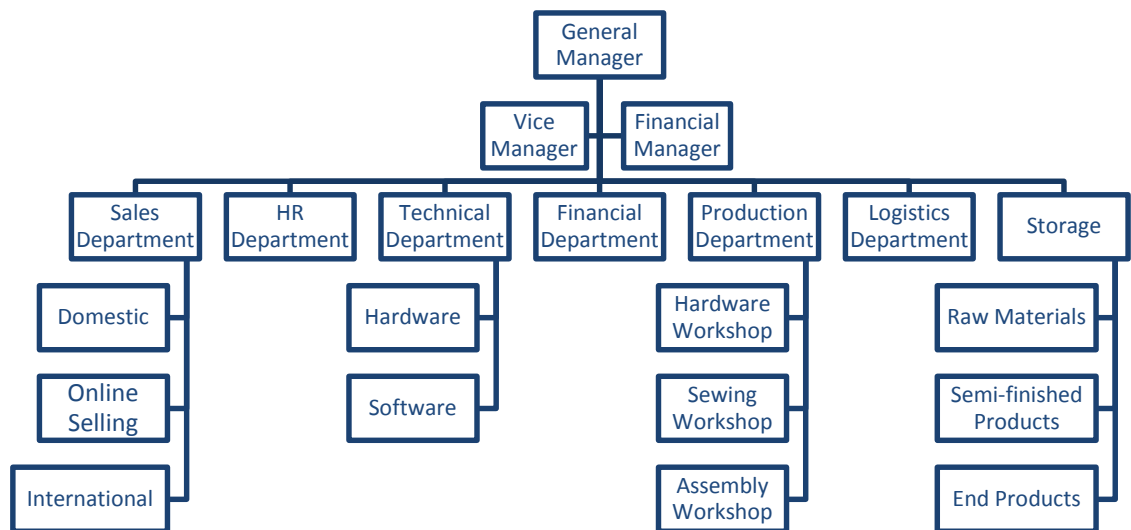 General
Manager
Vice
Manager
Financial
Manager
Sales
Department
HR
Department
Technical
Department
Financial
Department
Production
Department
Logistics
Department
Storage
Domestic
Online
Selling
International
Hardware
Software
Hardware
Workshop
Sewing
Workshop
Assembly
Workshop
Raw Materials
Semi-finished
Products
End Products